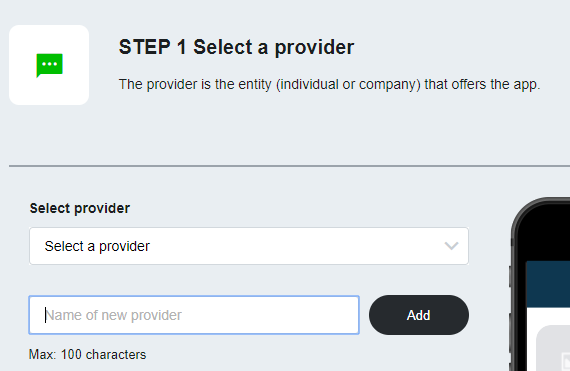 STEP 1 Select a provider
The provider is the entity (individual or company) that offers the app.
Select provider
Select a provider
Name of new provider
Add
Max: 100 characters